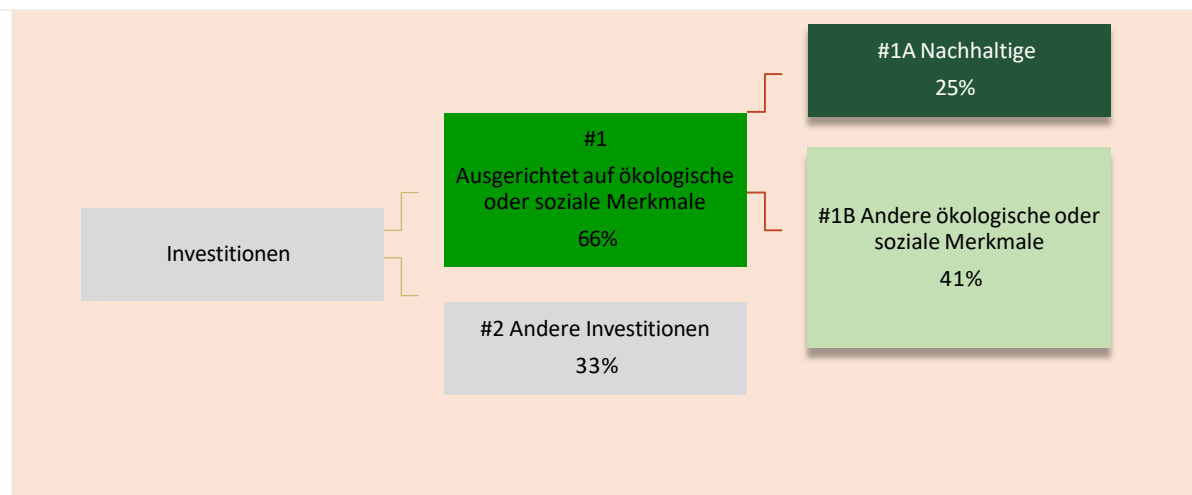 Investitionen
#1
Ausgerichtet auf ökologische
oder soziale Merkmale
66%
#2 Andere Investitionen
33%
#1A Nachhaltige
25%
#1B Andere ökologische oder
soziale Merkmale
41%